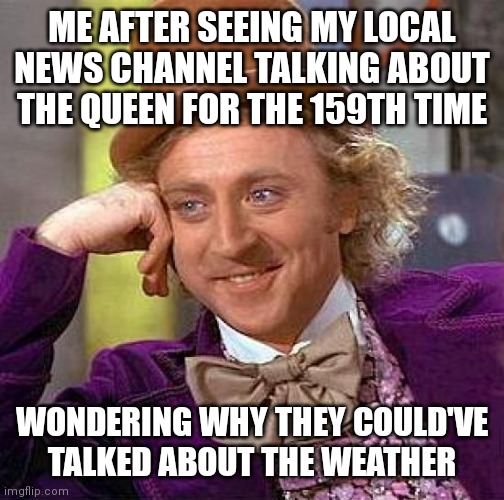 ME AFTER SEEING MY LOCAL
NEWS CHANNEL TALKING ABOUT
THE QUEEN FOR THE 159TH TIME
WONDERING WHY THEY COULD'VE
TALKED ABOUT THE WEATHER
imgflip.com